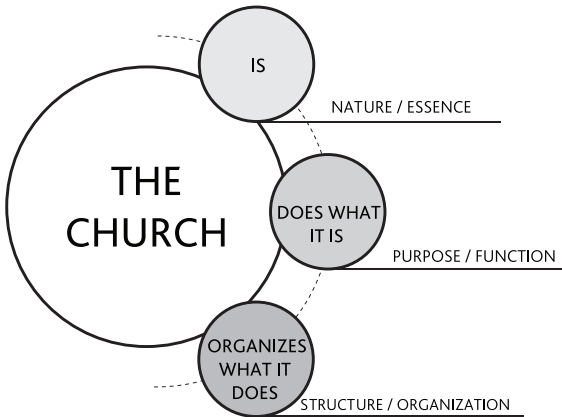 THE
CHURCH
IS
NATURE / ESSENCE
DOES WHAT
IT IS
PURPOSE / FUNCTION
ORGANIZES
WHAT IT
DOES
STRUCTURE / ORGANIZATION